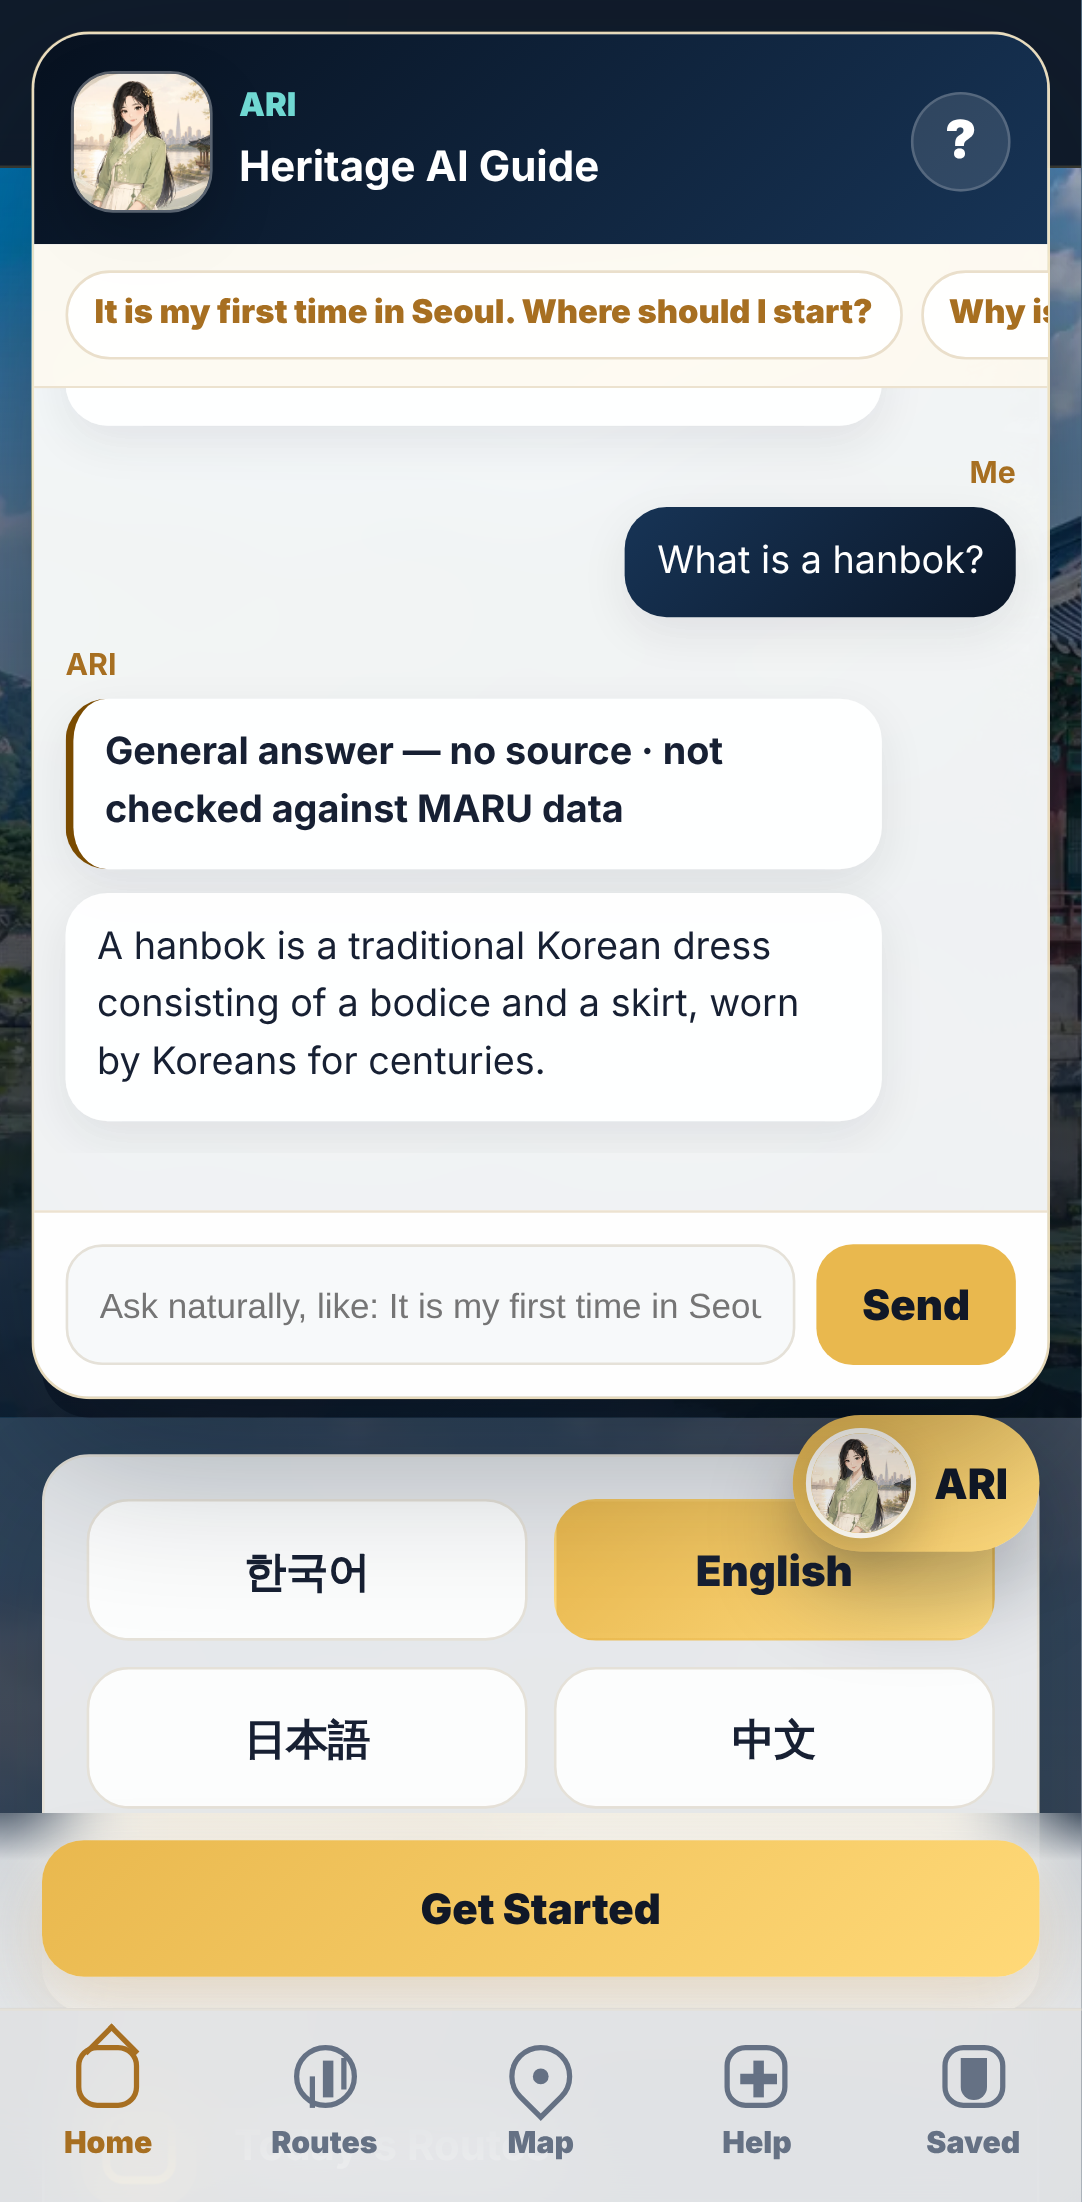 ARI
Heritage AI Guide
?
It is my first time in Seoul. Where should I start?
Why is
Me
What is a hanbok?
ARI
General answer — no source · not
checked against MARU data
A hanbok is a traditional Korean dress
consisting of a bodice and a skirt, worn
by Koreans for centuries.
Ask naturally, like: It is my first time in Seou
Send
ARI
한국어
English
日本語
中文
Get Started
Today's Routes
Home
Routes
Map
Help
Saved